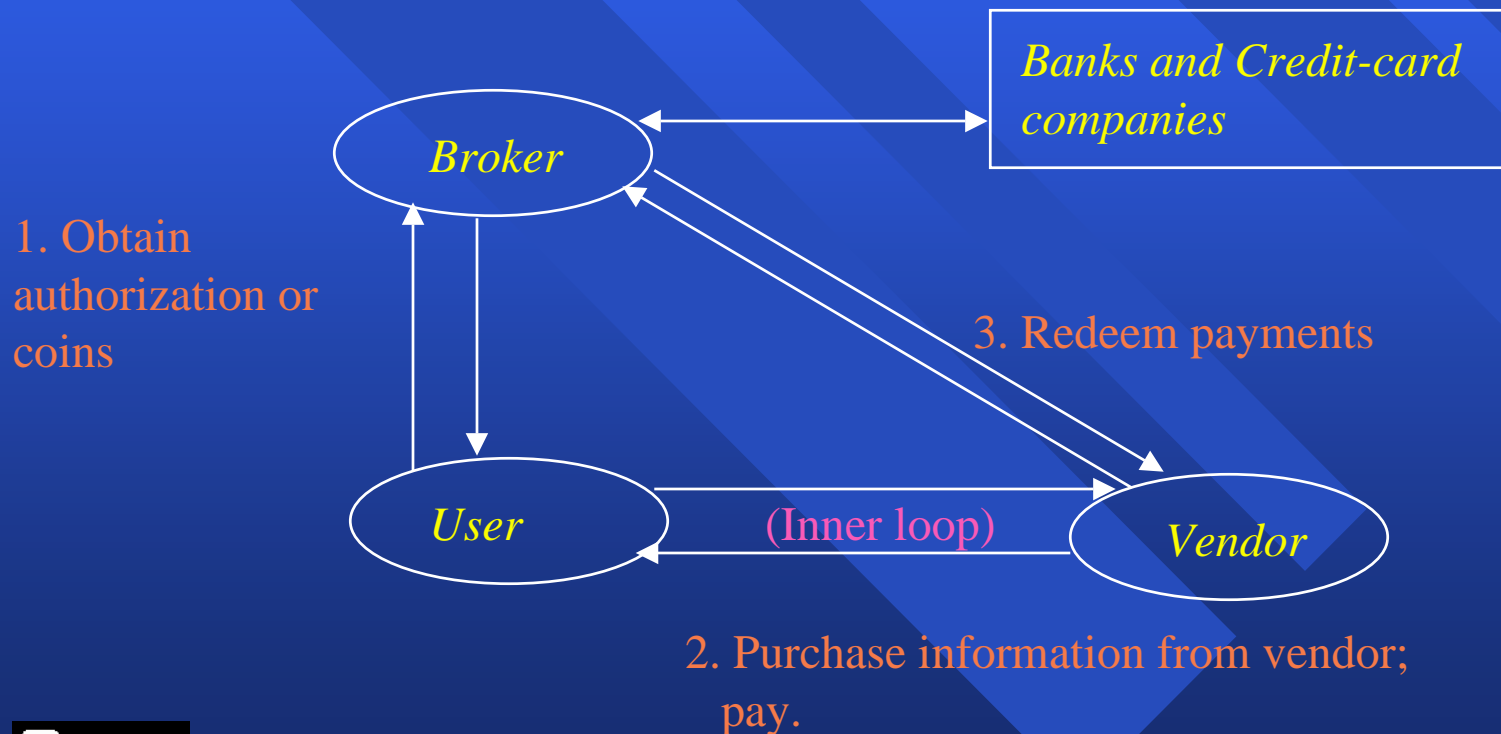 Banks and Credit-card
companies
Broker
1. Obtain
authorization or
coins
3. Redeem payments
User
(Inner loop)
Vendor
2. Purchase information from vendor;
pay.